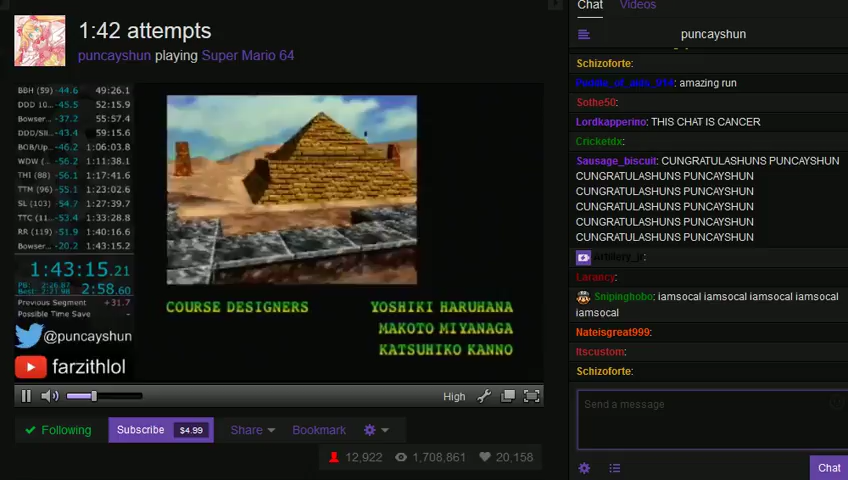 1:42 attempts
puncayshun playing Super Mario 64
BBH (59) -44.6 49:26.1
DDD 10... -45.5 52:15.9
Bowser... -37.2 55:57.4
DDD/Sli... -43.4 59:15.6
BOB/Up... -46.2 1:06:03.8
WDW (... -56.2 1:11:38.1
THI (88) -56.1 1:17:41.6
TTM (96) -55.1 1:23:02.6
SL (103) -54.7 1:27:39.7
TTC (11... -53.4 1:33:28.8
RR (119) -51.9 1:40:16.6
Bowser... -20.2 1:43:15.2
1:43:15.21
2:58.60
Previous Segment +31.7
Possible Time Save -
@puncayshun
farzithlol
COURSE DESIGNERS
YOSHIKI HARUHANA
MAKOTO MIYANAGA
KATSUHIKO KANNO
High
Following
Subscribe $4.99
Share
Bookmark
12,922 1,708,861 20,158
Chat Videos
puncayshun
Schizoforte:
amazing run
Sothe50:
Lordkapperino: THIS CHAT IS CANCER
Cricketdx:
Sausage_biscuit: CUNGRATULASHUNS PUNCAYSHUN
CUNGRATULASHUNS PUNCAYSHUN
CUNGRATULASHUNS PUNCAYSHUN
CUNGRATULASHUNS PUNCAYSHUN
CUNGRATULASHUNS PUNCAYSHUN
CUNGRATULASHUNS PUNCAYSHUN
Larancy:
Snipinghobo: iamsocal iamsocal iamsocal iamsocal
iamsocal
Nateisgreat999:
Itscustom:
Schizoforte:
Send a message
Chat